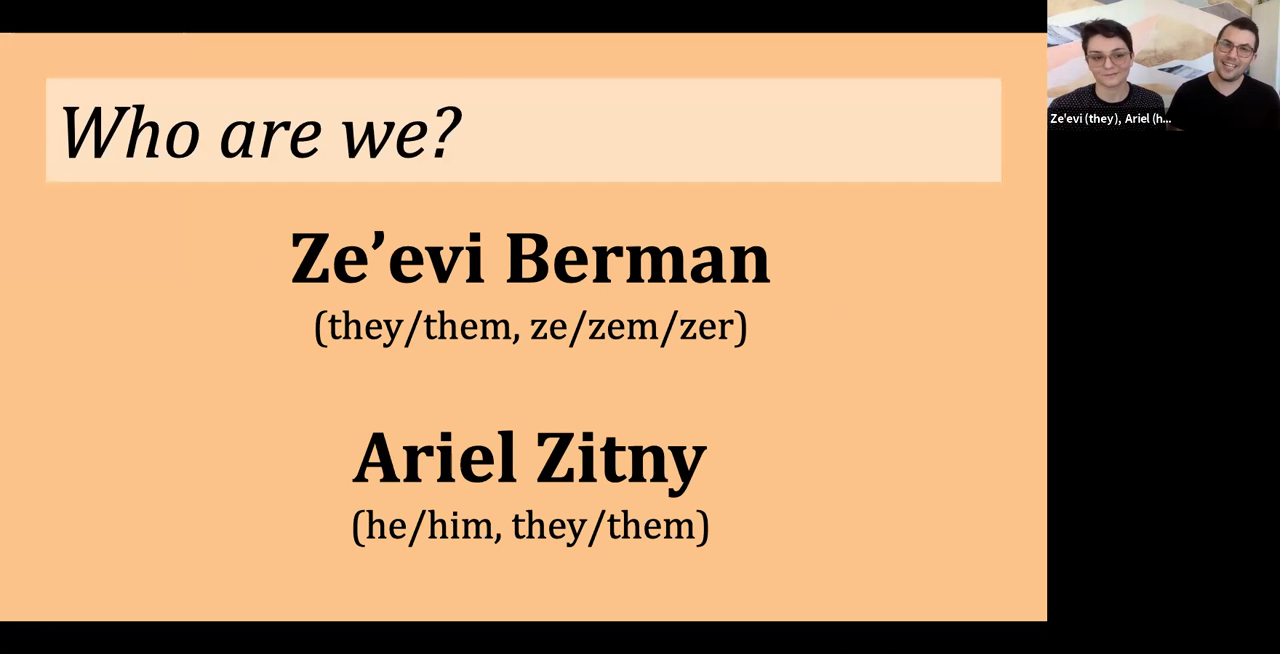 Who are we?
Ze’evi Berman
(they/them, ze/zem/zer)
Ariel Zitny
(he/him, they/them)
Ze'evi (they), Ariel (h...